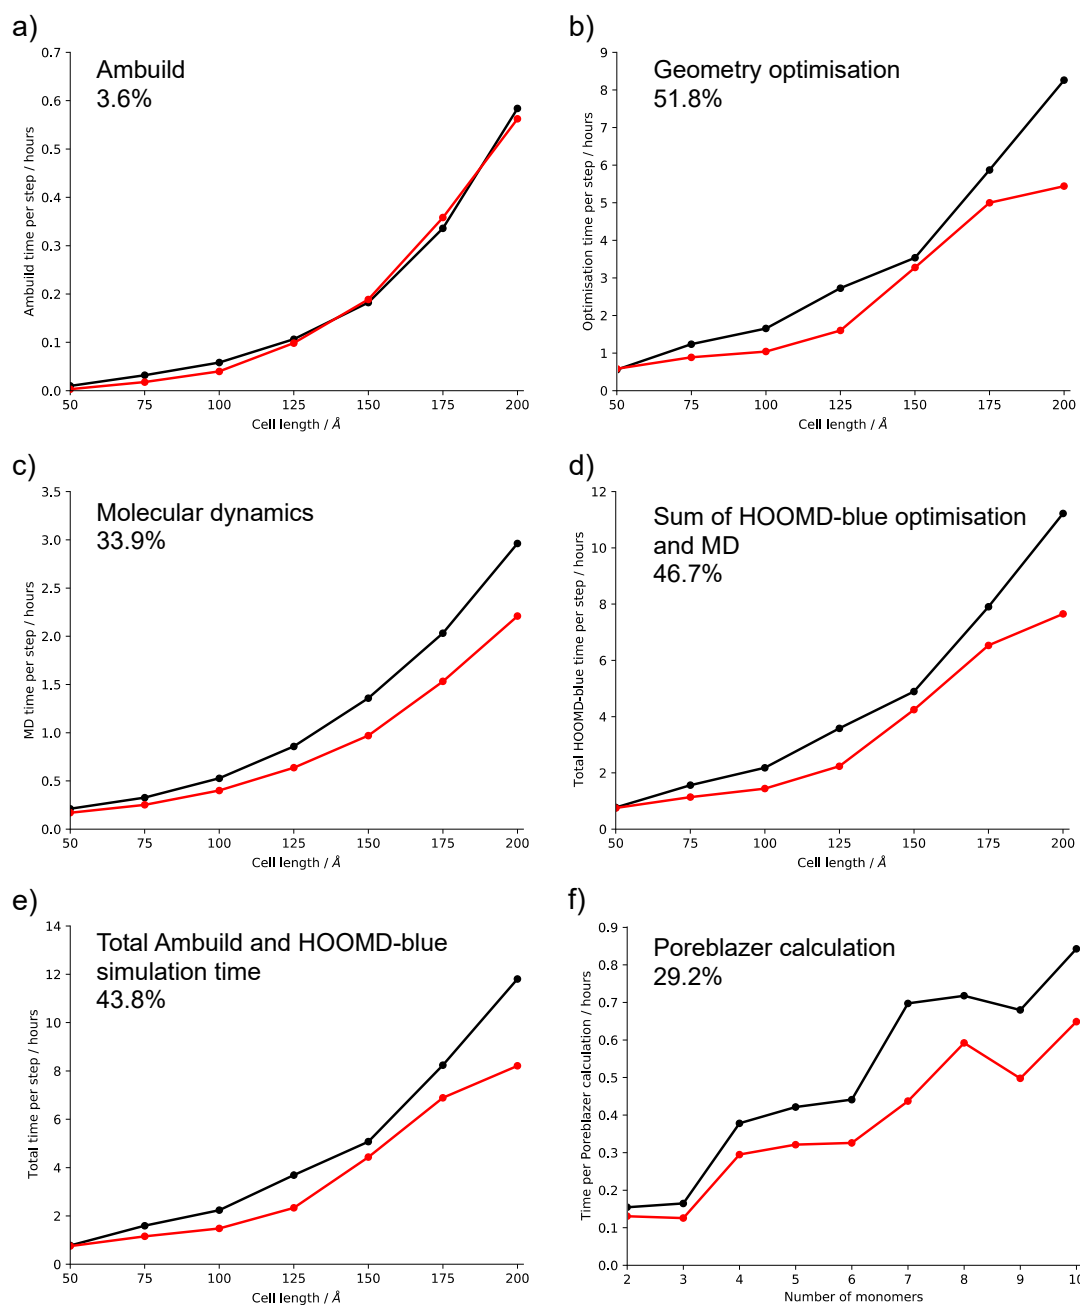 a)
Ambuild
3.6%
0.7
0.6
0.5
0.4
0.3
0.2
0.1
0.0
Ambuild time per step / hours
50 75 100 125 150 175 200
Cell length / Å
b)
Geometry optimisation
51.8%
9
8
7
6
5
4
3
2
1
0
Optimisation time per step / hours
50 75 100 125 150 175 200
Cell length / Å
c)
Molecular dynamics
33.9%
3.5
3.0
2.5
2.0
1.5
1.0
0.5
0.0
MD time per step / hours
50 75 100 125 150 175 200
Cell length / Å
d)
Sum of HOOMD-blue optimisation
and MD
46.7%
12
10
8
6
4
2
0
Total HOOMD-blue time per step / hours
50 75 100 125 150 175 200
Cell length / Å
e)
Total Ambuild and HOOMD-blue
simulation time
43.8%
14
12
10
8
6
4
2
0
Total time per step / hours
50 75 100 125 150 175 200
Cell length / Å
f)
Poreblazer calculation
29.2%
0.9
0.8
0.7
0.6
0.5
0.4
0.3
0.2
0.1
0.0
Time per Poreblazer calculation / hours
2 3 4 5 6 7 8 9 10
Number of monomers